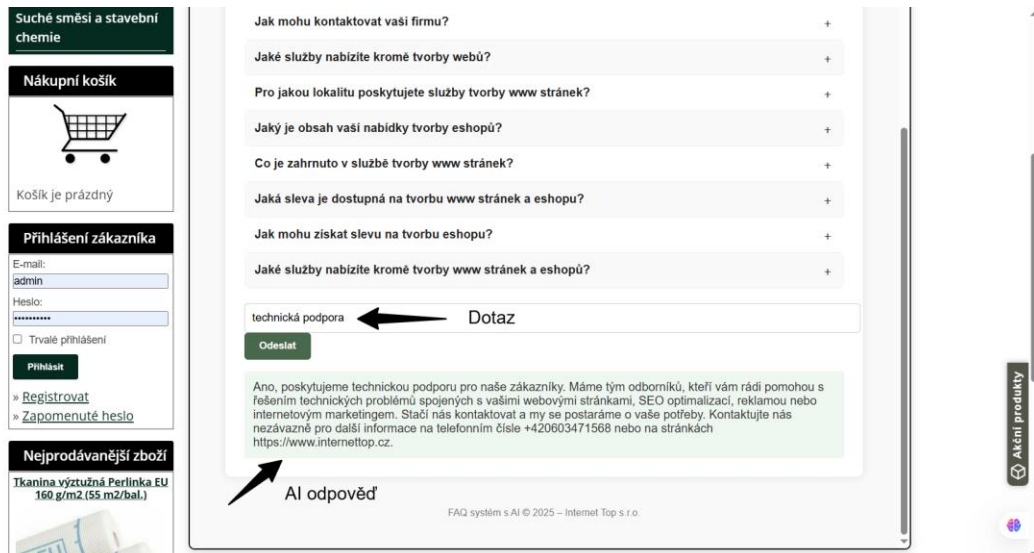 Suché směsi a stavební
chemie
Nákupní košík
Košík je prázdný
Přihlášení zákazníka
E-mail:
admin
Heslo:
••••••••••
Trvalé přihlášení
Přihlásit
» Registrovat
» Zapomenuté heslo
Nejprodávanější zboží
Tkanina výztužná Perlinka EU
160 g/m2 (55 m2/bal.)
Jak mohu kontaktovat vaši firmu? +
Jaké služby nabízíte kromě tvorby webů? +
Pro jakou lokalitu poskytujete služby tvorby www stránek? +
Jaký je obsah vaší nabídky tvorby eshopů? +
Co je zahrnuto v službě tvorby www stránek? +
Jaká sleva je dostupná na tvorbu www stránek a eshopu? +
Jak mohu získat slevu na tvorbu eshopu? +
Jaké služby nabízíte kromě tvorby www stránek a eshopů? +
technická podpora
Dotaz
Odeslat
Ano, poskytujeme technickou podporu pro naše zákazníky. Máme tým odborníků, kteří vám rádi pomohou s
řešením technických problémů spojených s vašimi webovými stránkami, SEO optimalizací, reklamou nebo
internetovým marketingem. Stačí nás kontaktovat a my se postaráme o vaše potřeby. Kontaktujte nás
nezávazně pro další informace na telefonním čísle +420603471568 nebo na stránkách
https://www.internettop.cz.
AI odpověď
FAQ systém s AI © 2025 – Internet Top s.r.o.
Akční produkty